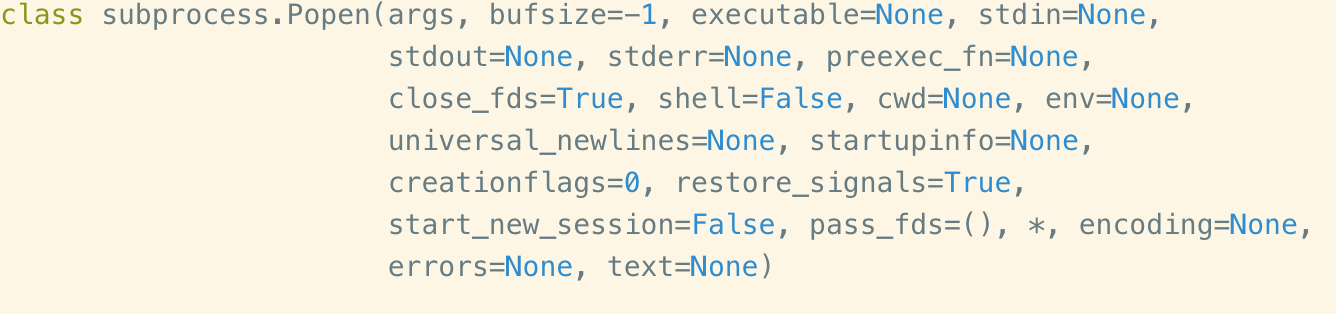 class subprocess.Popen(args, bufsize=-1, executable=None, stdin=None,
stdout=None, stderr=None, preexec_fn=None,
close_fds=True, shell=False, cwd=None, env=None,
universal_newlines=None, startupinfo=None,
creationflags=0, restore_signals=True,
start_new_session=False, pass_fds=(), *, encoding=None,
errors=None, text=None)